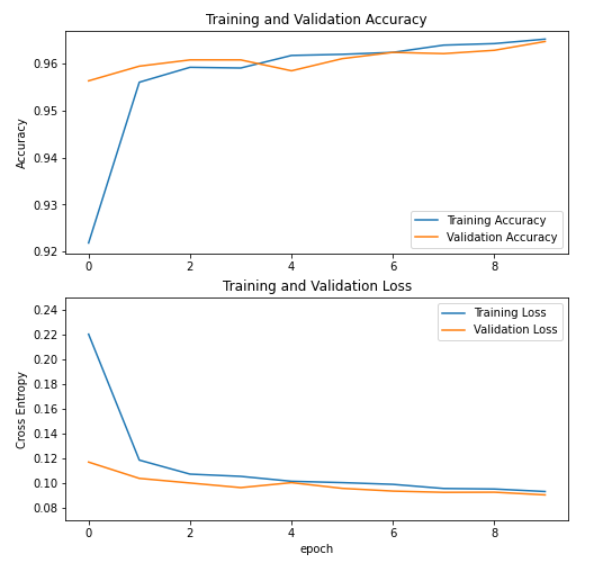 Training and Validation Accuracy
0.96
0.95
0.94
0.93
0.92
Accuracy
Training Accuracy
Validation Accuracy
0 2 4 6 8
Training and Validation Loss
0.24
0.22
0.20
0.18
0.16
0.14
0.12
0.10
0.08
Cross Entropy
Training Loss
Validation Loss
0 2 4 6 8
epoch